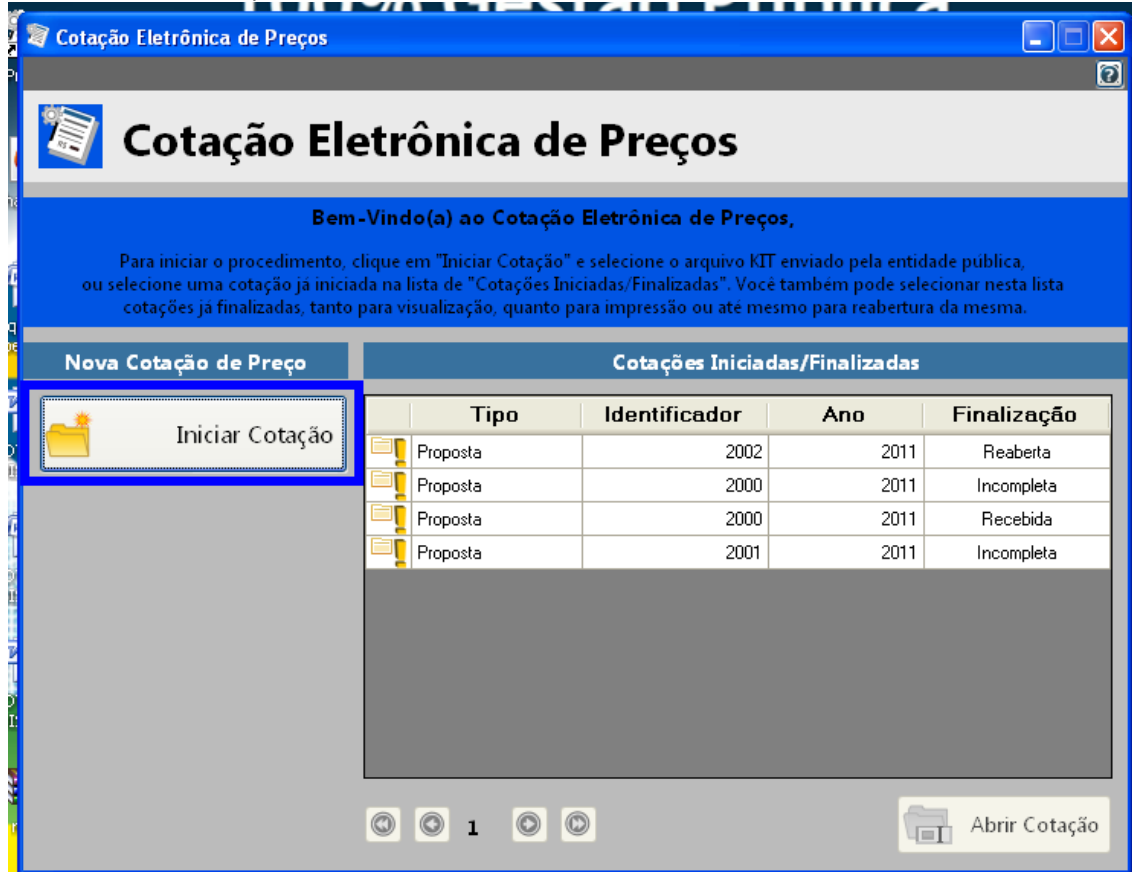 100% Gestão Pública
Cotação Eletrônica de Preços
Cotação Eletrônica de Preços
Bem-Vindo(a) ao Cotação Eletrônica de Preços,
Para iniciar o procedimento, clique em "Iniciar Cotação" e selecione o arquivo KIT enviado pela entidade pública,
ou selecione uma cotação já iniciada na lista de "Cotações Iniciadas/Finalizadas". Você também pode selecionar nesta lista
cotações já finalizadas, tanto para visualização, quanto para impressão ou até mesmo para reabertura da mesma.
Nova Cotação de Preço
Cotações Iniciadas/Finalizadas
Iniciar Cotação
Tipo Identificador Ano Finalização
Proposta 2002 2011 Reaberta
Proposta 2000 2011 Incompleta
Proposta 2000 2011 Recebida
Proposta 2001 2011 Incompleta
1
Abrir Cotação